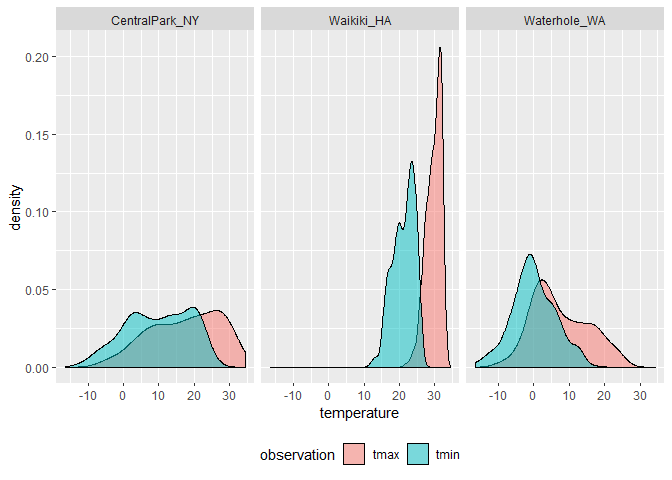 CentralPark_NY Waikiki_HA Waterhole_WA
0.20
0.15
0.10
0.05
0.00
density
-10 0 10 20 30 -10 0 10 20 30 -10 0 10 20 30
temperature
observation tmax tmin